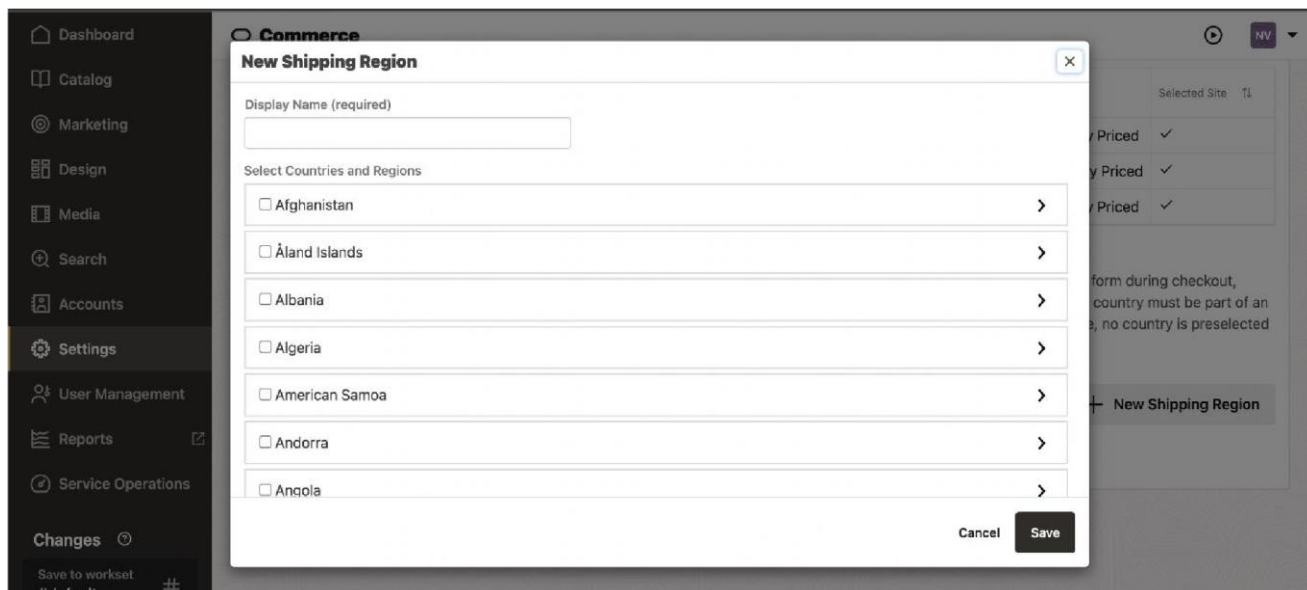 Dashboard
Catalog
Marketing
Design
Media
Search
Accounts
Settings
User Management
Reports
Service Operations
Changes
Save to workset
Commerce
NV
New Shipping Region
Display Name (required)
Select Countries and Regions
Afghanistan
Åland Islands
Albania
Algeria
American Samoa
Andorra
Angola
Cancel
Save
Selected Site
Priced
y Priced
Priced
form during checkout,
country must be part of an
, no country is preselected
New Shipping Region